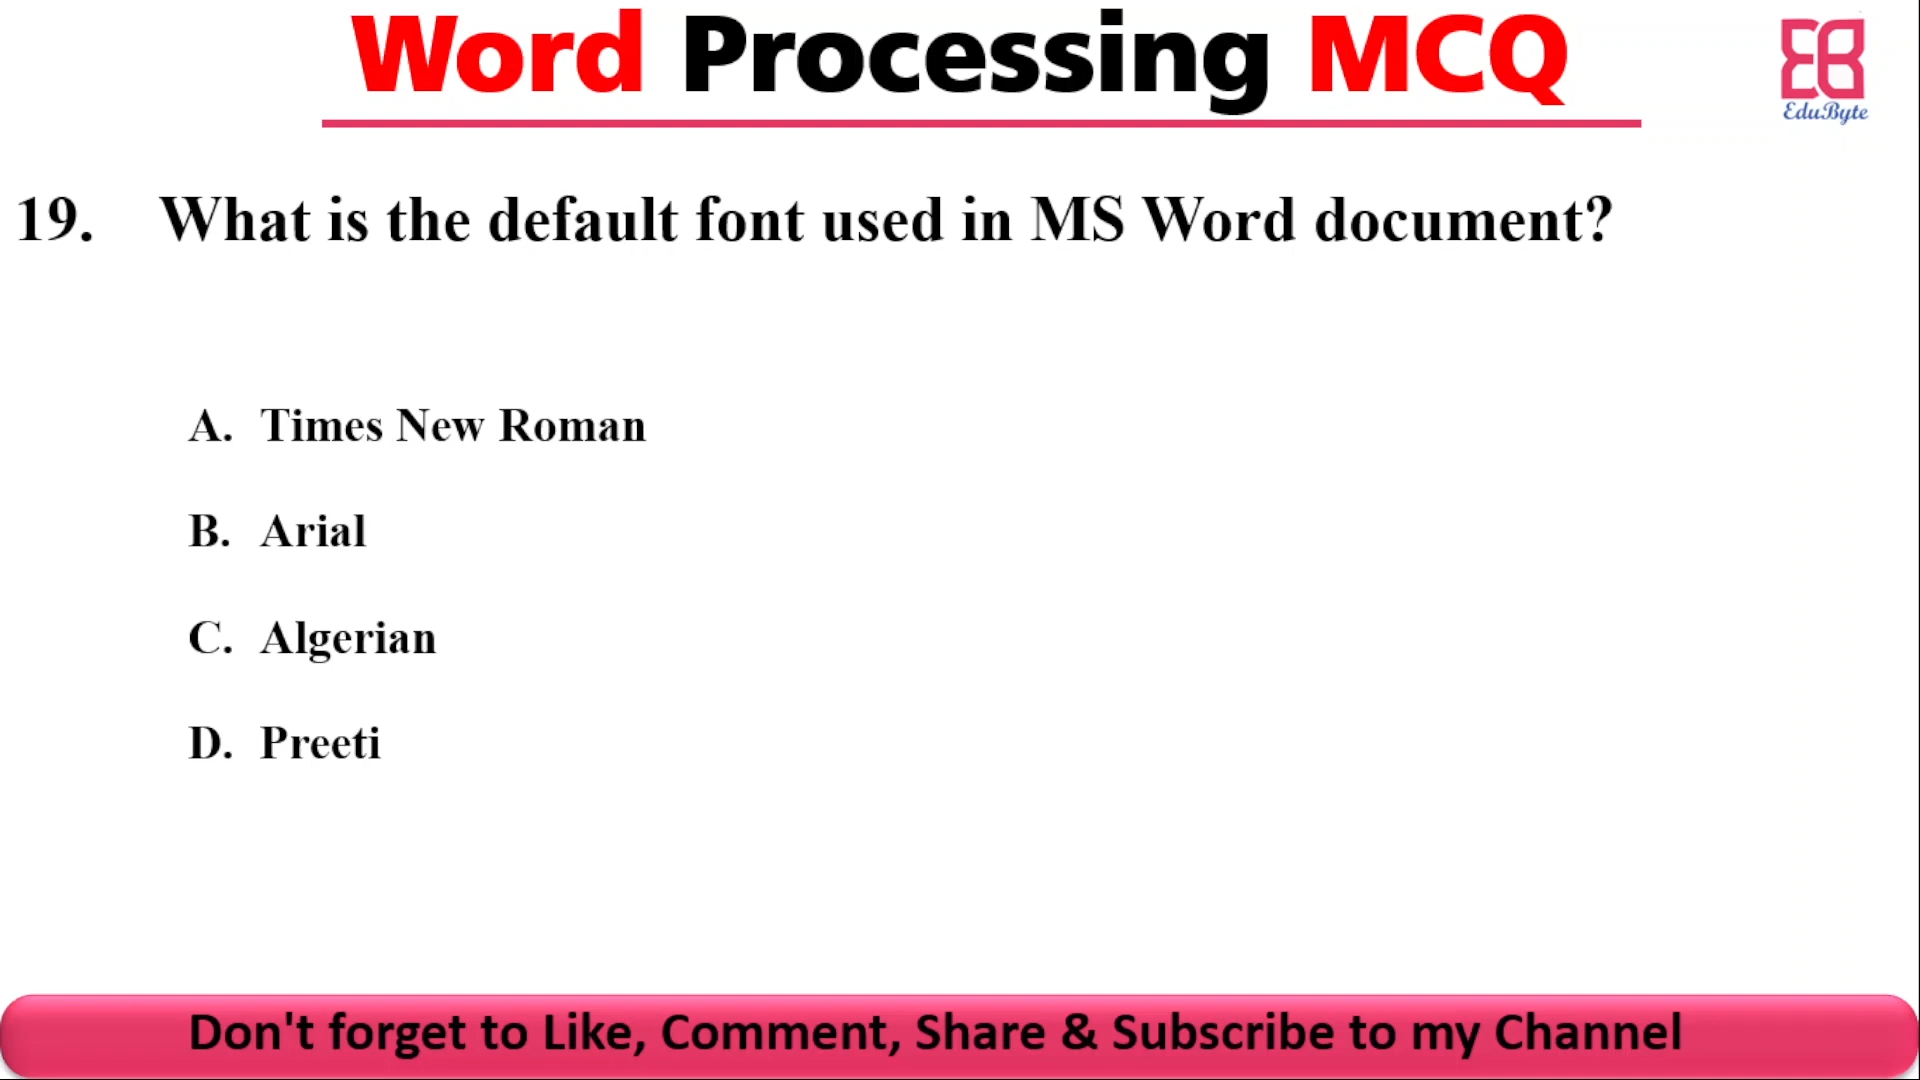 Word Processing MCQ
EduByte
19. What is the default font used in MS Word document?
A. Times New Roman
B. Arial
C. Algerian
D. Preeti
Don't forget to Like, Comment, Share & Subscribe to my Channel